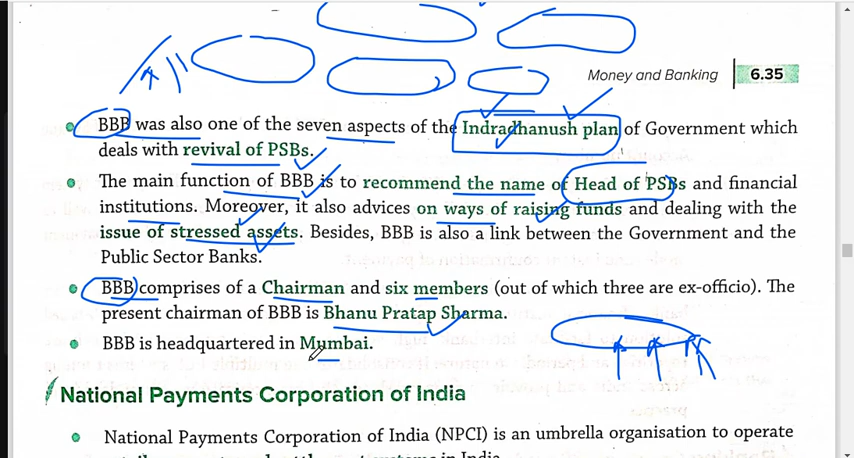 Money and Banking 6.35
• BBB was also one of the seven aspects of the Indradhanush plan of Government which
deals with revival of PSBs.
• The main function of BBB is to recommend the name of Head of PSBs and financial
institutions. Moreover, it also advices on ways of raising funds and dealing with the
issue of stressed assets. Besides, BBB is also a link between the Government and the
Public Sector Banks.
• BBB comprises of a Chairman and six members (out of which three are ex-officio). The
present chairman of BBB is Bhanu Pratap Sharma.
• BBB is headquartered in Mumbai.
National Payments Corporation of India
• National Payments Corporation of India (NPCI) is an umbrella organisation to operate
systems in India